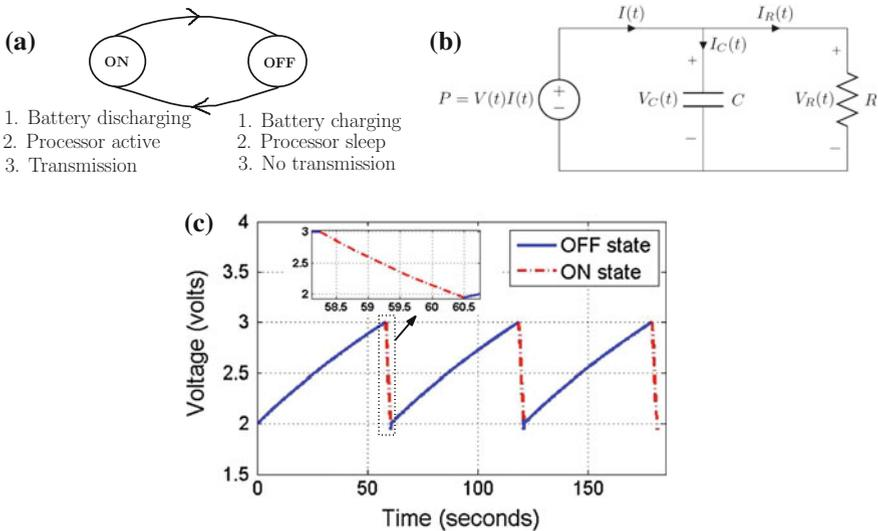 (a)
ON
OFF
1. Battery discharging
2. Processor active
3. Transmission
1. Battery charging
2. Processor sleep
3. No transmission
(b)
I(t)
I_R(t)
I_C(t)
+
+
+
−
P = V(t)I(t)
V_C(t)
C
V_R(t)
R
−
−
(c)
4
3.5
3
2.5
2
1.5
Voltage (volts)
3
2.5
2
58.5 59 59.5 60 60.5
OFF state
ON state
0 50 100 150
Time (seconds)